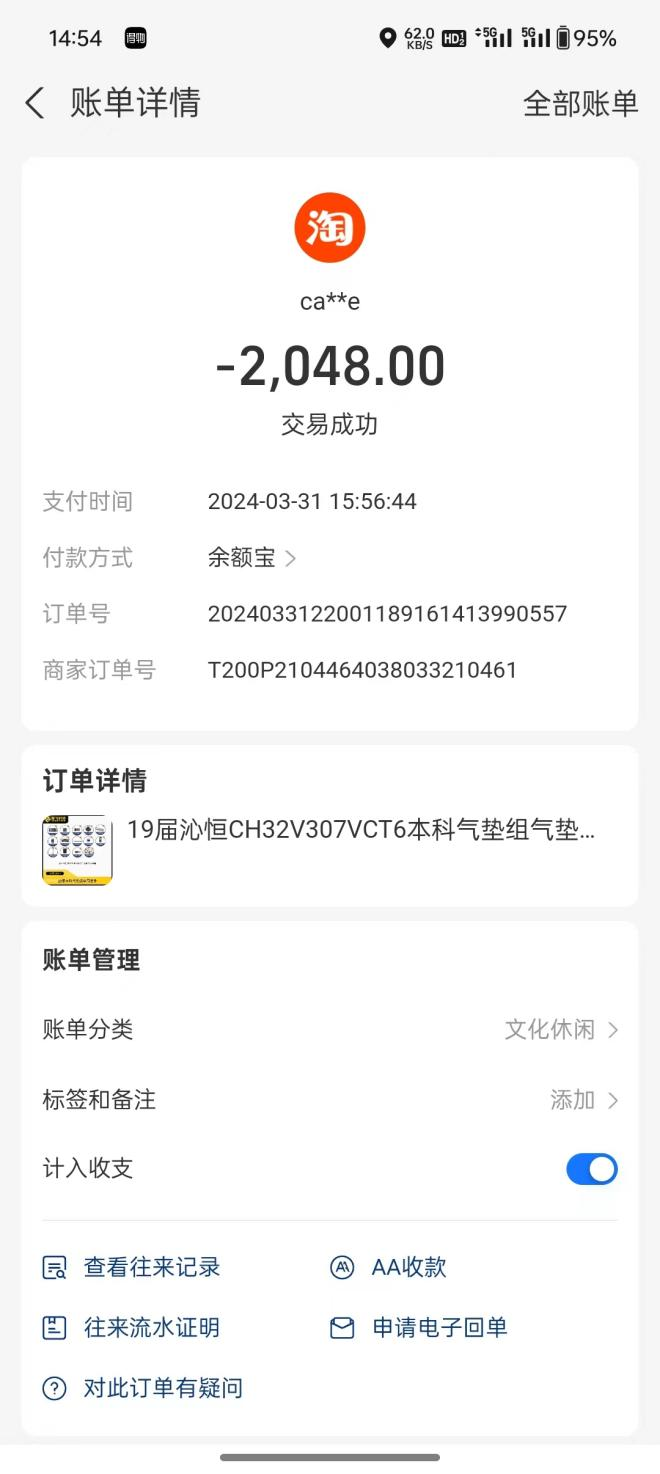 14:54 得物 62.0 KB/S HD 5G 5G 95%
账单详情 全部账单
淘
ca**e
-2,048.00
交易成功
支付时间 2024-03-31 15:56:44
付款方式 余额宝
订单号 2024033122001189161413990557
商家订单号 T200P2104464038033210461
订单详情
19届沁恒CH32V307VCT6本科气垫组气垫...
账单管理
账单分类 文化休闲
标签和备注 添加
计入收支
查看往来记录 AA收款
往来流水证明 申请电子回单
对此订单有疑问